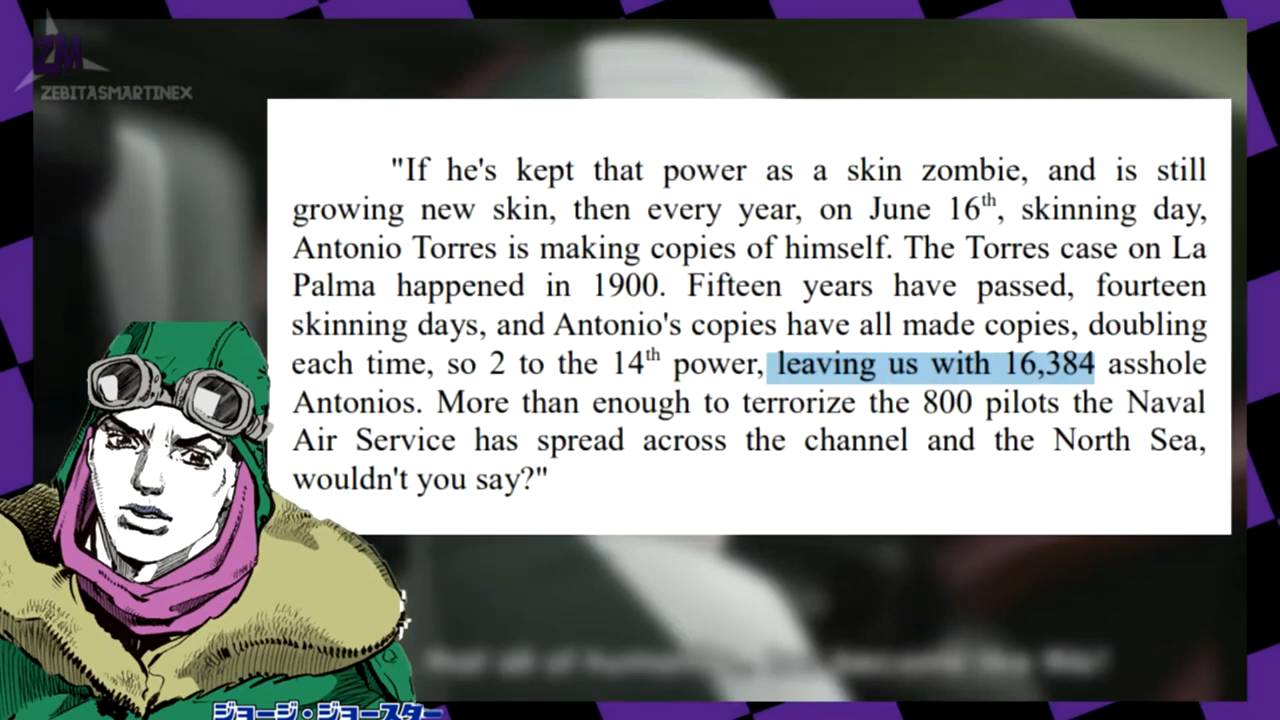 ZM
ZEBITASMARTINEX
"If he's kept that power as a skin zombie, and is still
growing new skin, then every year, on June 16th, skinning day,
Antonio Torres is making copies of himself. The Torres case on La
Palma happened in 1900. Fifteen years have passed, fourteen
skinning days, and Antonio's copies have all made copies, doubling
each time, so 2 to the 14th power, leaving us with 16,384 asshole
Antonios. More than enough to terrorize the 800 pilots the Naval
Air Service has spread across the channel and the North Sea,
wouldn't you say?"
ジョージ・ジョースター